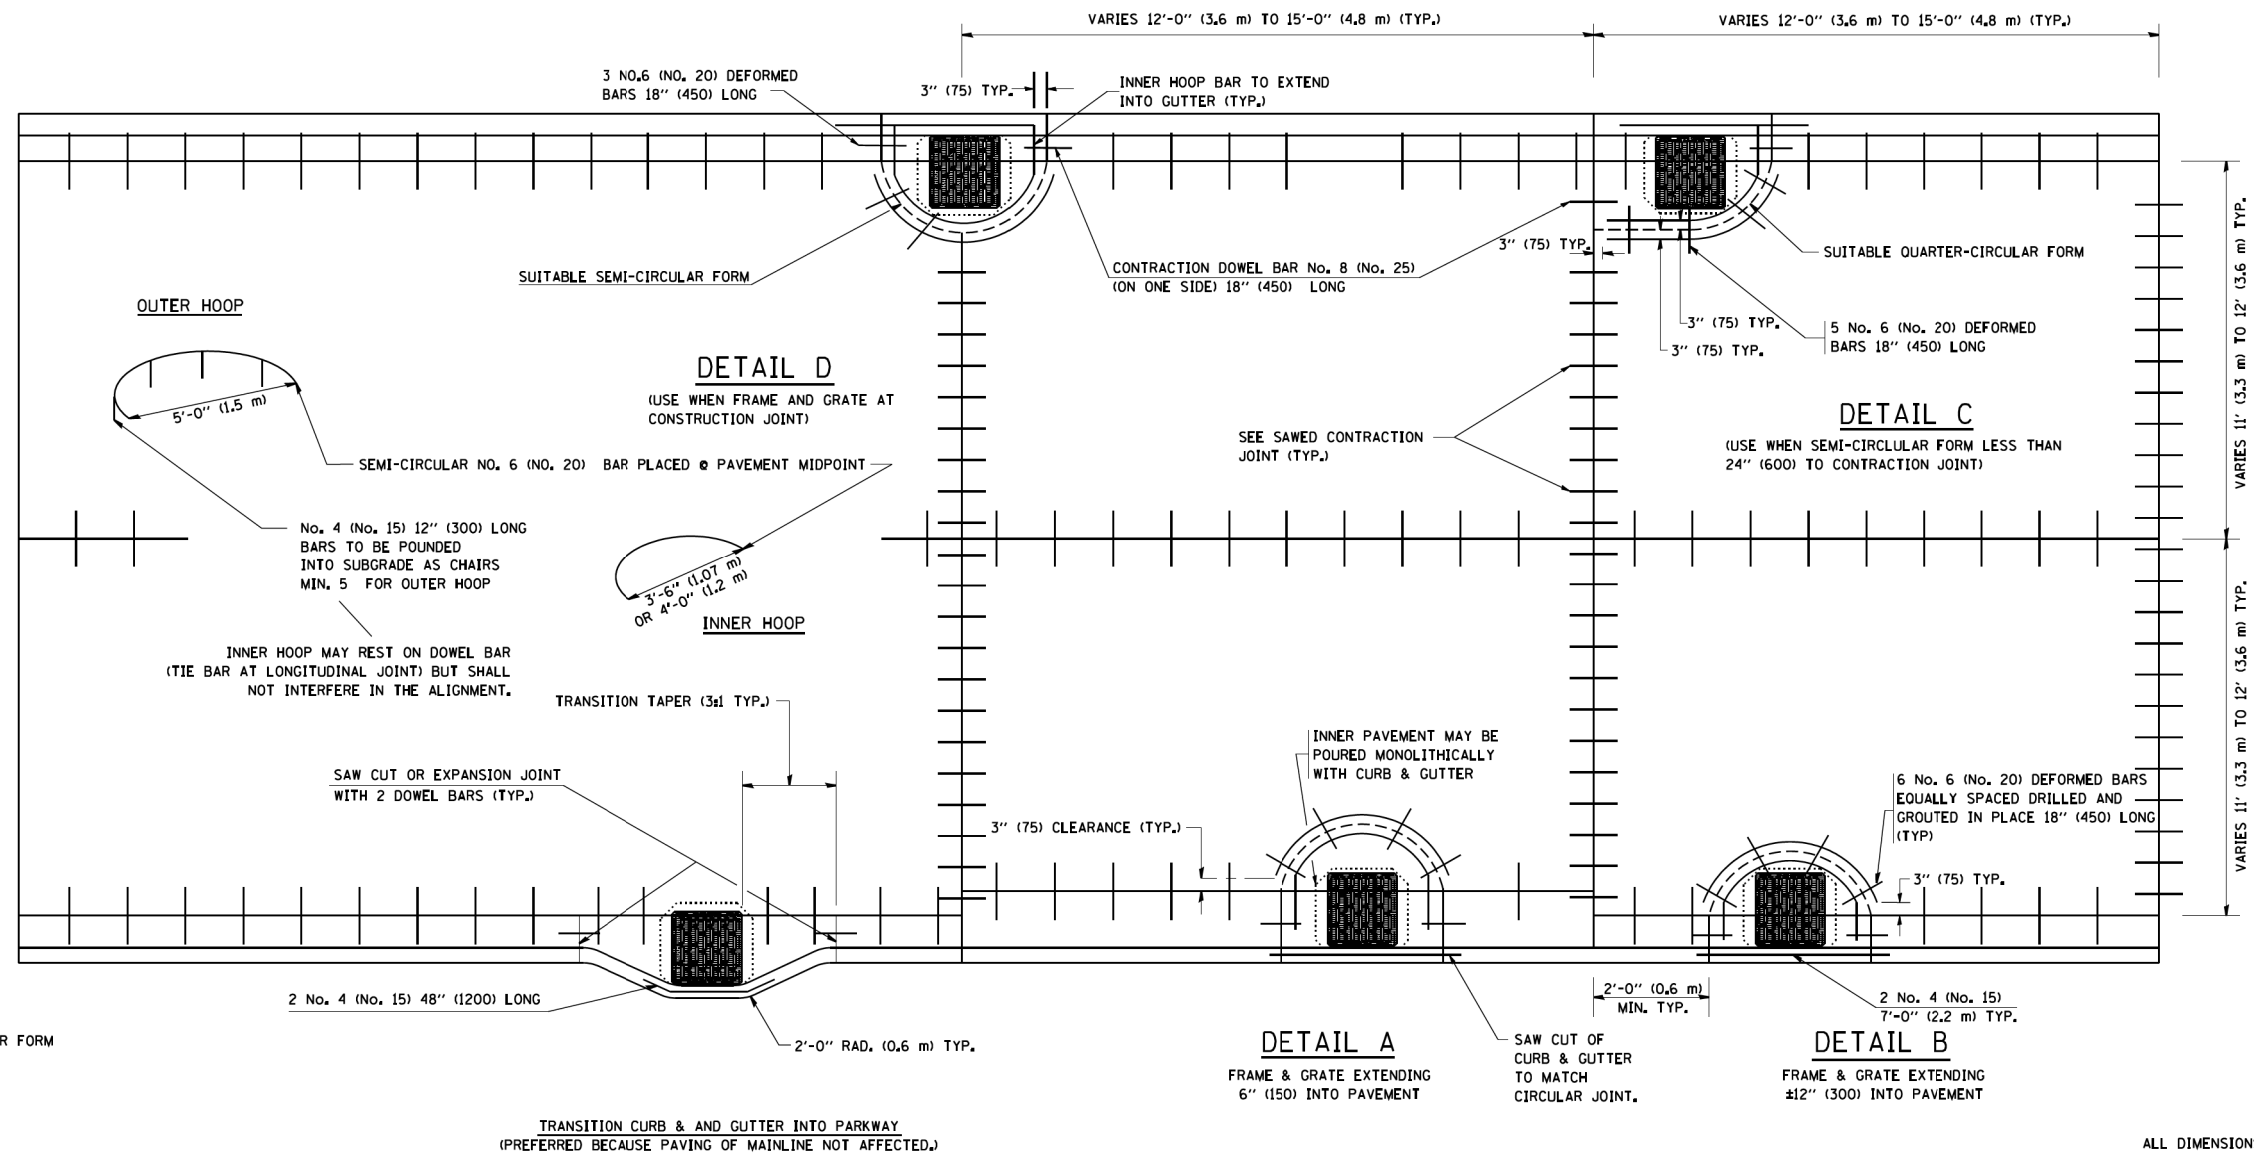 VARIES 12'-0" (3.6 m) TO 15'-0" (4.8 m) (TYP.)
VARIES 12'-0" (3.6 m) TO 15'-0" (4.8 m) (TYP.)
3 NO.6 (NO. 20) DEFORMED
BARS 18" (450) LONG
3" (75) TYP.
INNER HOOP BAR TO EXTEND
INTO GUTTER (TYP.)
SUITABLE SEMI-CIRCULAR FORM
CONTRACTION DOWEL BAR No. 8 (No. 25)
(ON ONE SIDE) 18" (450) LONG
3" (75) TYP.
SUITABLE QUARTER-CIRCULAR FORM
3" (75) TYP.
3" (75) TYP.
5 No. 6 (No. 20) DEFORMED
BARS 18" (450) LONG
VARIES 11' (3.3 m) TO 12' (3.6 m) TYP.
OUTER HOOP
5'-0" (1.5 m)
DETAIL D
(USE WHEN FRAME AND GRATE AT
CONSTRUCTION JOINT)
SEMI-CIRCULAR NO. 6 (NO. 20) BAR PLACED @ PAVEMENT MIDPOINT
SEE SAWED CONTRACTION
JOINT (TYP.)
DETAIL C
(USE WHEN SEMI-CIRCLULAR FORM LESS THAN
24" (600) TO CONTRACTION JOINT)
No. 4 (No. 15) 12" (300) LONG
BARS TO BE POUNDED
INTO SUBGRADE AS CHAIRS
MIN. 5 FOR OUTER HOOP
3'-6" (1.07 m)
OR 4'-0" (1.2 m)
INNER HOOP
INNER HOOP MAY REST ON DOWEL BAR
(TIE BAR AT LONGITUDINAL JOINT) BUT SHALL
NOT INTERFERE IN THE ALIGNMENT.
TRANSITION TAPER (3:1 TYP.)
SAW CUT OR EXPANSION JOINT
WITH 2 DOWEL BARS (TYP.)
INNER PAVEMENT MAY BE
POURED MONOLITHICALLY
WITH CURB & GUTTER
3" (75) CLEARANCE (TYP.)
6 No. 6 (No. 20) DEFORMED BARS
EQUALLY SPACED DRILLED AND
GROUTED IN PLACE 18" (450) LONG
(TYP)
3" (75) TYP.
VARIES 11' (3.3 m) TO 12' (3.6 m) TYP.
2 No. 4 (No. 15) 48" (1200) LONG
2'-0" RAD. (0.6 m) TYP.
2'-0" (0.6 m)
MIN. TYP.
2 No. 4 (No. 15)
7'-0" (2.2 m) TYP.
R FORM
DETAIL A
FRAME & GRATE EXTENDING
6" (150) INTO PAVEMENT
SAW CUT OF
CURB & GUTTER
TO MATCH
CIRCULAR JOINT.
DETAIL B
FRAME & GRATE EXTENDING
±12" (300) INTO PAVEMENT
TRANSITION CURB & AND GUTTER INTO PARKWAY
(PREFERRED BECAUSE PAVING OF MAINLINE NOT AFFECTED.)
ALL DIMENSION